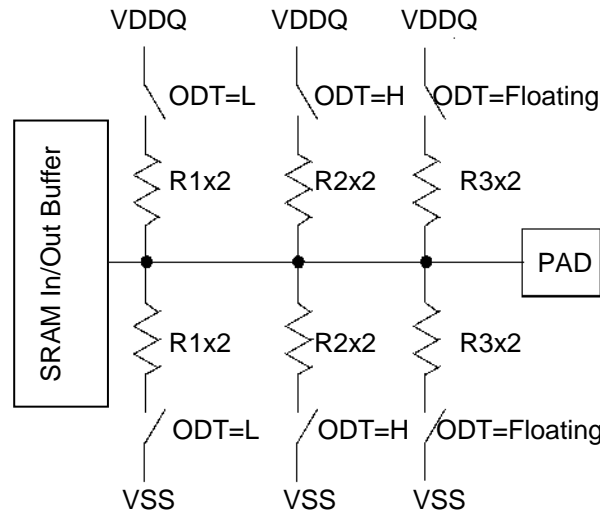 VDDQ VDDQ VDDQ
ODT=L ODT=H ODT=Floating
SRAM In/Out Buffer
R1x2 R2x2 R3x2
PAD
R1x2 R2x2 R3x2
ODT=L ODT=H ODT=Floating
VSS VSS VSS